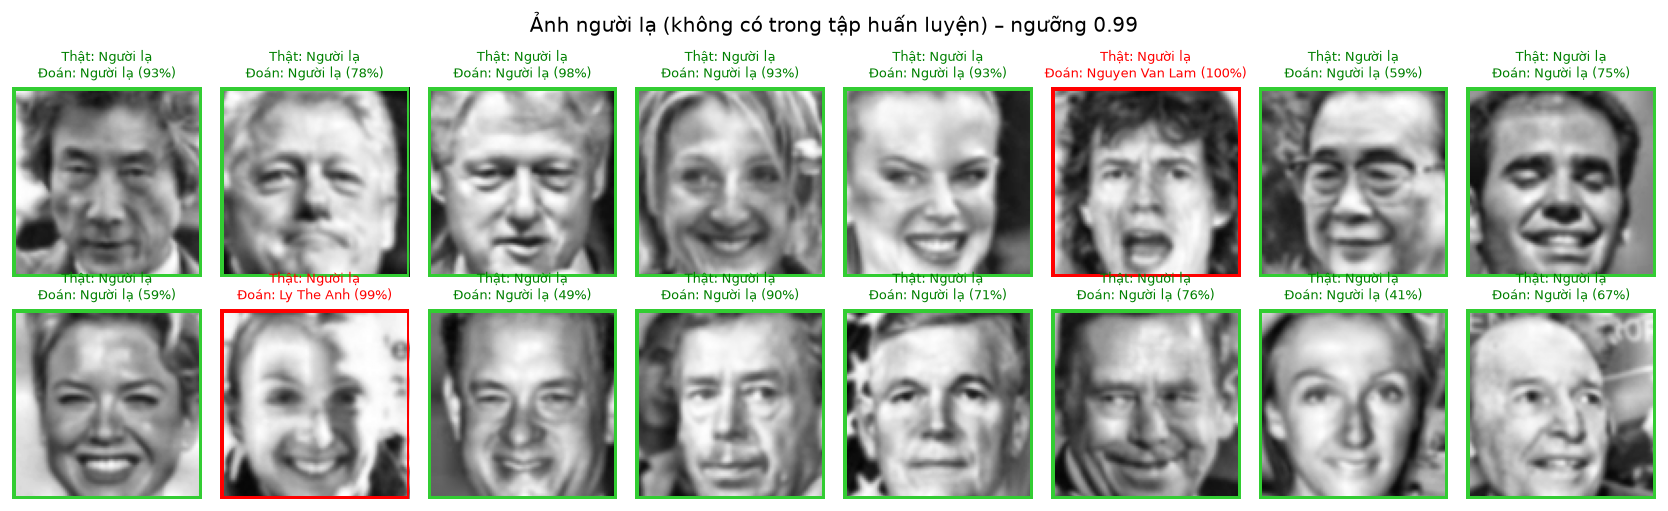 Ảnh người lạ (không có trong tập huấn luyện) – ngưỡng 0.99
Thật: Người lạ
Đoán: Người lạ (93%)
Thật: Người lạ
Đoán: Người lạ (78%)
Thật: Người lạ
Đoán: Người lạ (98%)
Thật: Người lạ
Đoán: Người lạ (93%)
Thật: Người lạ
Đoán: Người lạ (93%)
Thật: Người lạ
Đoán: Nguyen Van Lam (100%)
Thật: Người lạ
Đoán: Người lạ (59%)
Thật: Người lạ
Đoán: Người lạ (75%)
Thật: Người lạ
Đoán: Người lạ (59%)
Thật: Người lạ
Đoán: Ly The Anh (99%)
Thật: Người lạ
Đoán: Người lạ (49%)
Thật: Người lạ
Đoán: Người lạ (90%)
Thật: Người lạ
Đoán: Người lạ (71%)
Thật: Người lạ
Đoán: Người lạ (76%)
Thật: Người lạ
Đoán: Người lạ (41%)
Thật: Người lạ
Đoán: Người lạ (67%)